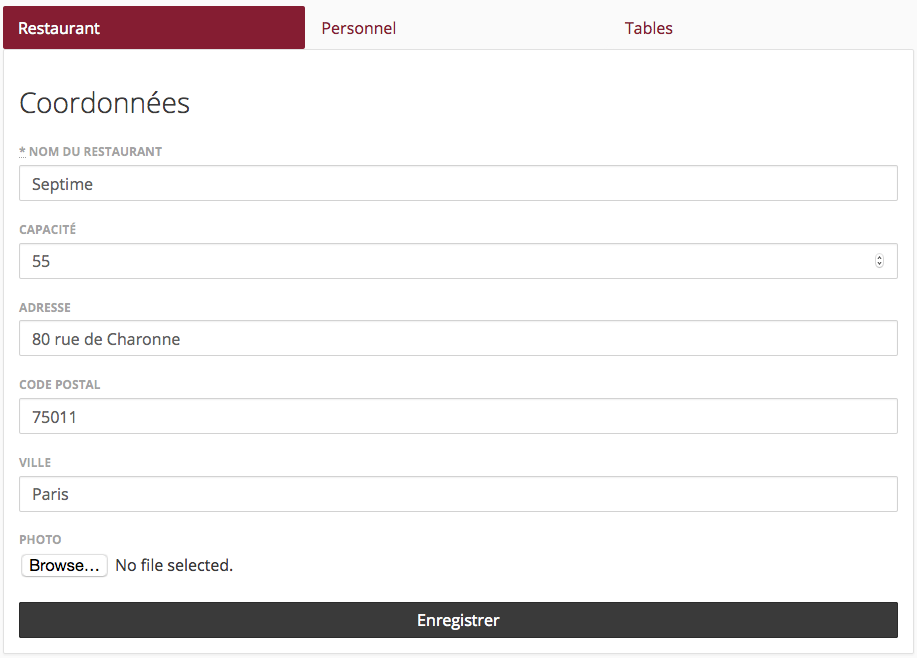 Restaurant Personnel Tables
Coordonnées
* NOM DU RESTAURANT
Septime
CAPACITÉ
55
ADRESSE
80 rue de Charonne
CODE POSTAL
75011
VILLE
Paris
PHOTO
Browse... No file selected.
Enregistrer